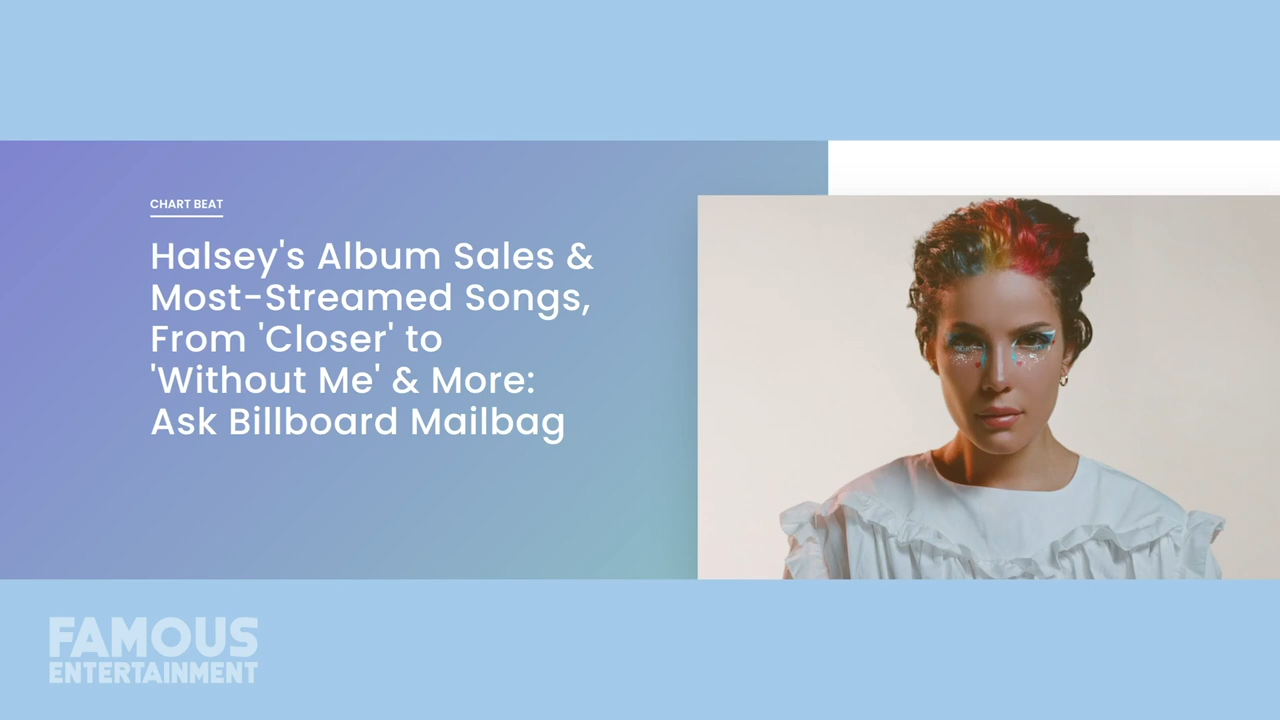 CHART BEAT
Halsey's Album Sales &
Most-Streamed Songs,
From 'Closer' to
'Without Me' & More:
Ask Billboard Mailbag
FAMOUS
ENTERTAINMENT